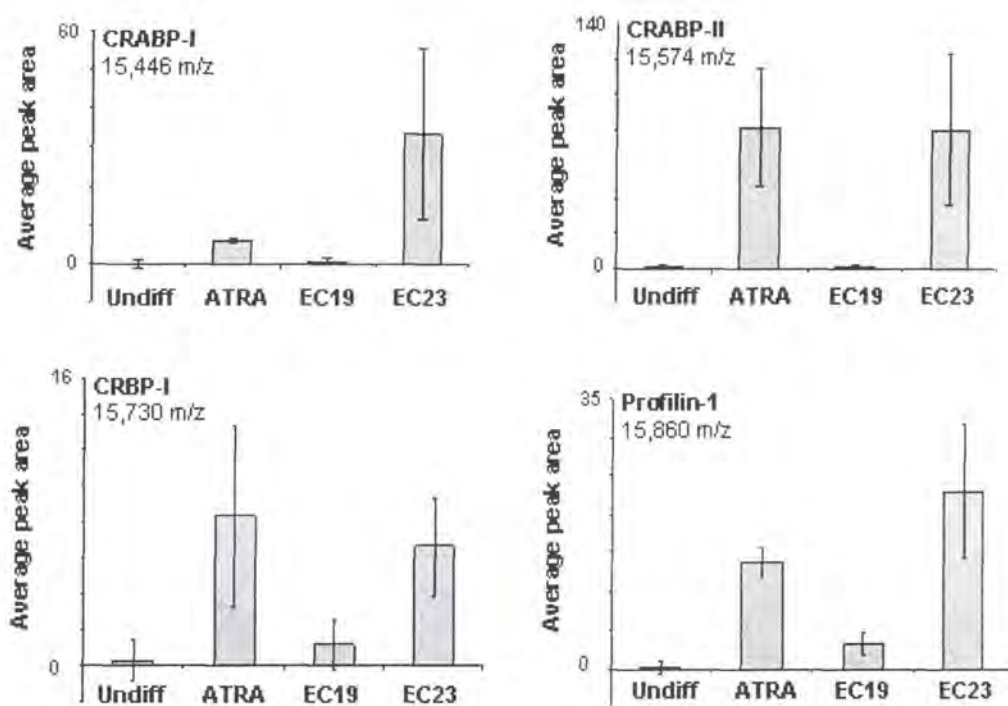 60
CRABP-I
15,446 m/z
Average peak area
0
Undiff ATRA EC19 EC23
140
CRABP-II
15,574 m/z
Average peak area
0
Undiff ATRA EC19 EC23
16
CRBP-I
15,730 m/z
Average peak area
0
Undiff ATRA EC19 EC23
35
Profilin-1
15,860 m/z
Average peak area
0
Undiff ATRA EC19 EC23